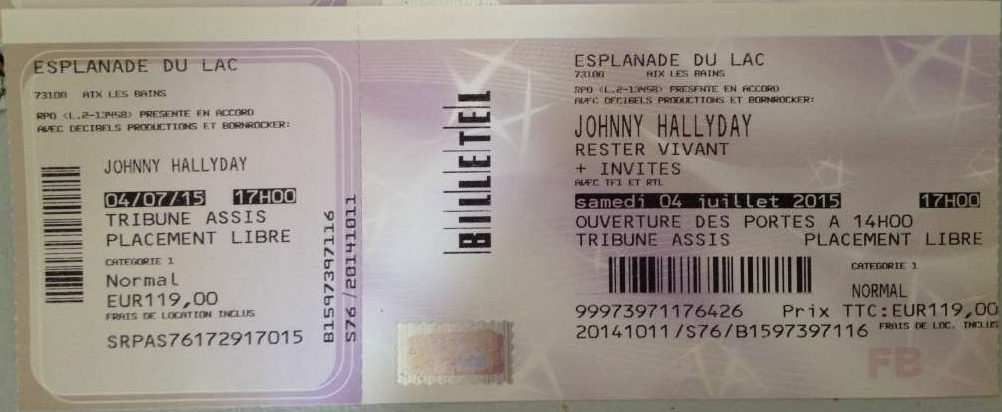 ESPLANADE DU LAC
73100 AIX LES BAINS
RPO (L.2-13458) PRESENTE EN ACCORD
AVEC DECIBELS PRODUCTIONS ET BORNROCKER:
JOHNNY HALLYDAY
04/07/15 17H00
TRIBUNE ASSIS
PLACEMENT LIBRE
CATEGORIE 1
Normal
EUR119,00
FRAIS DE LOCATION INCLUS
SRPAS76172917015
B1597397116
S76/20141011
BILLETEL
ESPLANADE DU LAC
73100 AIX LES BAINS
RPO (L.2-13458) PRESENTE EN ACCORD
AVEC DECIBELS PRODUCTIONS ET BORNROCKER:
JOHNNY HALLYDAY
RESTER VIVANT
+ INVITES
AVEC TF1 ET RTL
samedi 04 juillet 2015 17H00
OUVERTURE DES PORTES A 14H00
TRIBUNE ASSIS PLACEMENT LIBRE
CATEGORIE 1
NORMAL
99973971176426 Prix TTC:EUR119,00
20141011/S76/B1597397116 FRAIS DE LOC. INCLUS
FB